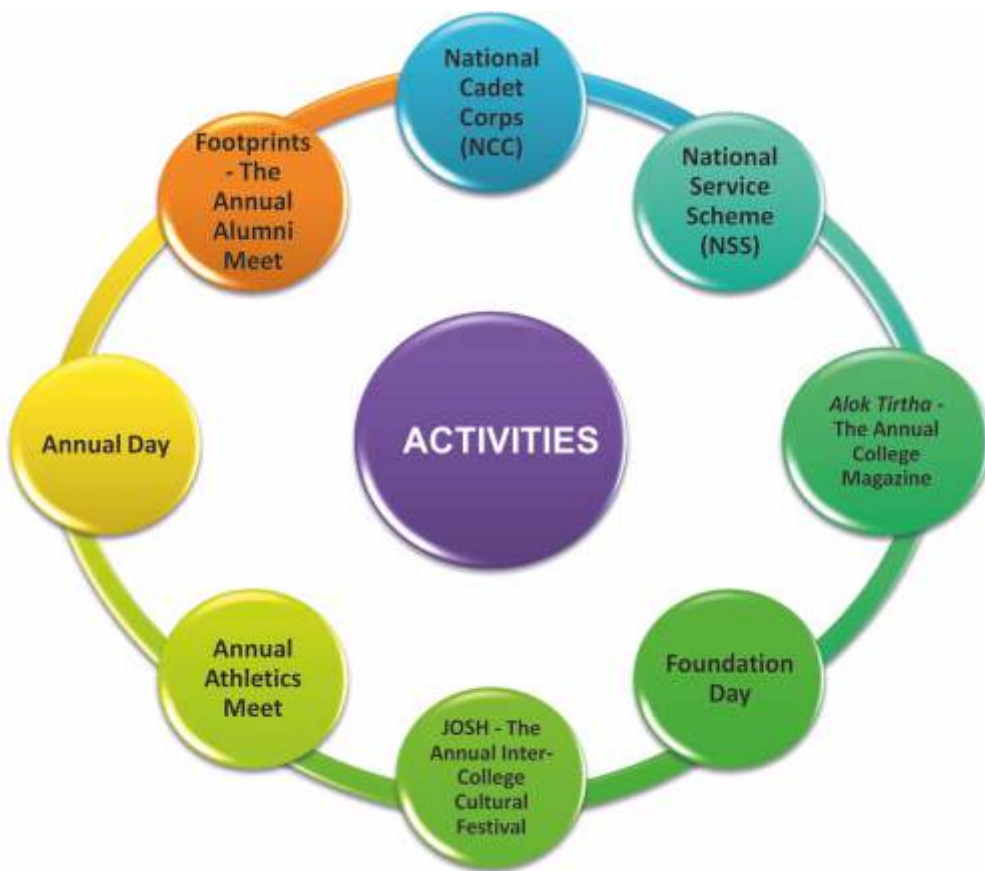 National
Cadet
Corps
(NCC)
National
Service
Scheme
(NSS)
Alok Tirtha -
The Annual
College
Magazine
Foundation
Day
JOSH - The
Annual Inter-
College
Cultural
Festival
Annual
Athletics
Meet
Annual Day
Footprints
- The
Annual
Alumni
Meet
ACTIVITIES